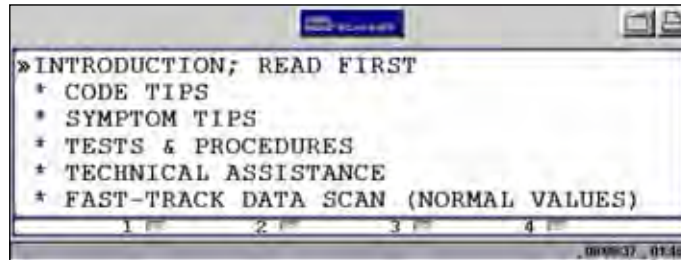 »INTRODUCTION; READ FIRST
* CODE TIPS
* SYMPTOM TIPS
* TESTS & PROCEDURES
* TECHNICAL ASSISTANCE
* FAST-TRACK DATA SCAN (NORMAL VALUES)
1 2 3 4